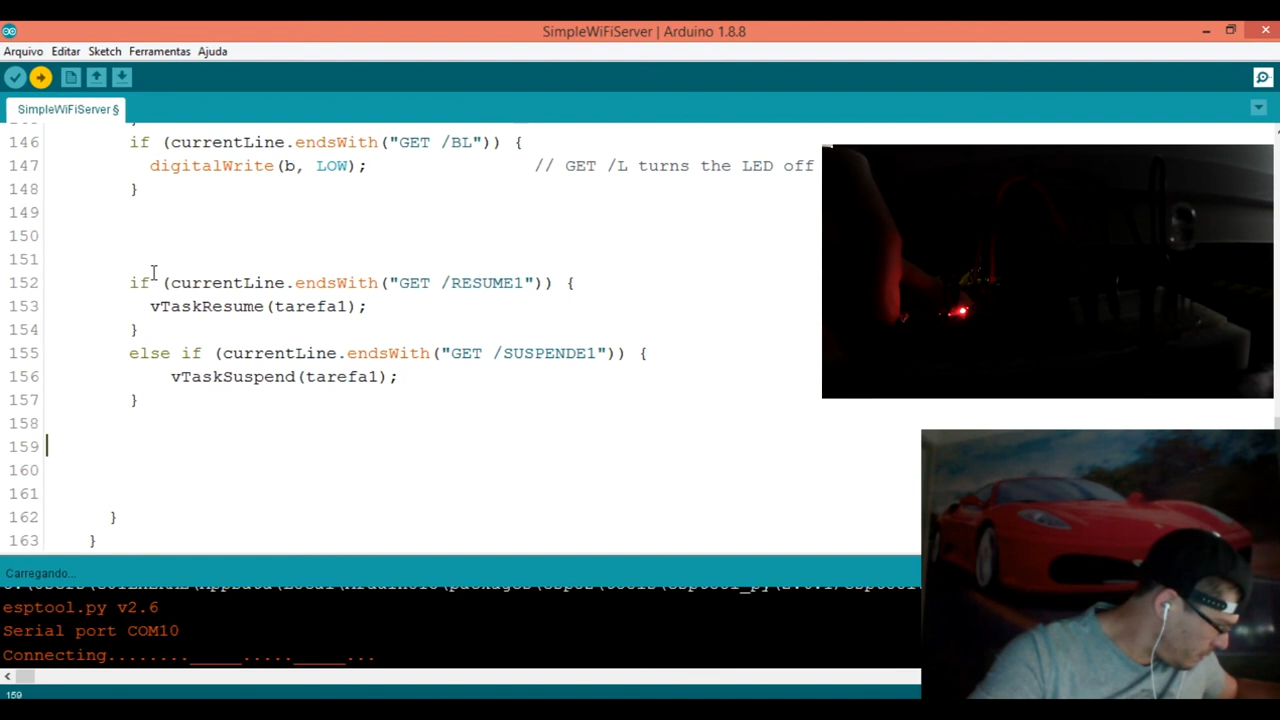 SimpleWiFiServer | Arduino 1.8.8
Arquivo Editar Sketch Ferramentas Ajuda
SimpleWiFiServer §
146 if (currentLine.endsWith("GET /BL")) {
147 digitalWrite(b, LOW); // GET /L turns the LED off
148 }
149
150
151
152 if (currentLine.endsWith("GET /RESUME1")) {
153 vTaskResume(tarefa1);
154 }
155 else if (currentLine.endsWith("GET /SUSPENDE1")) {
156 vTaskSuspend(tarefa1);
157 }
158
159
160
161
162 }
163 }
Carregando...
esptool.py v2.6
Serial port COM10
Connecting........_____....._____...
159